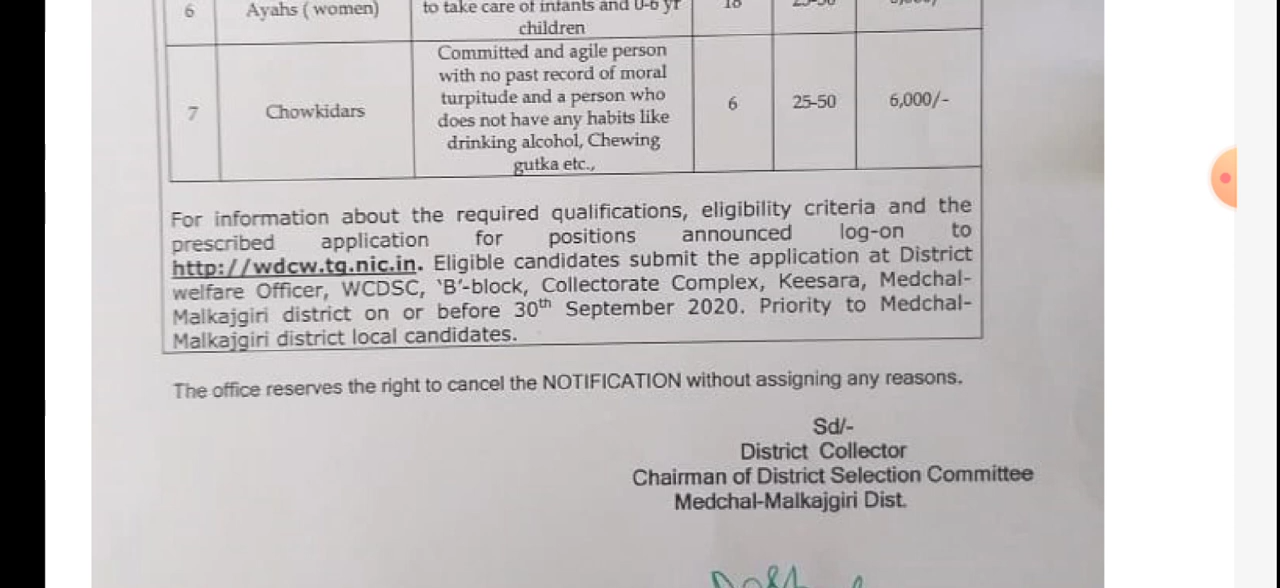 6 Ayahs ( women) to take care of infants and 0-6 yr children 18
7 Chowkidars Committed and agile person with no past record of moral turpitude and a person who does not have any habits like drinking alcohol, Chewing gutka etc., 6 25-50 6,000/-
For information about the required qualifications, eligibility criteria and the
prescribed application for positions announced log-on to
http://wdcw.tg.nic.in. Eligible candidates submit the application at District
welfare Officer, WCDSC, 'B'-block, Collectorate Complex, Keesara, Medchal-
Malkajgiri district on or before 30th September 2020. Priority to Medchal-
Malkajgiri district local candidates.
The office reserves the right to cancel the NOTIFICATION without assigning any reasons.
Sd/-
District Collector
Chairman of District Selection Committee
Medchal-Malkajgiri Dist.